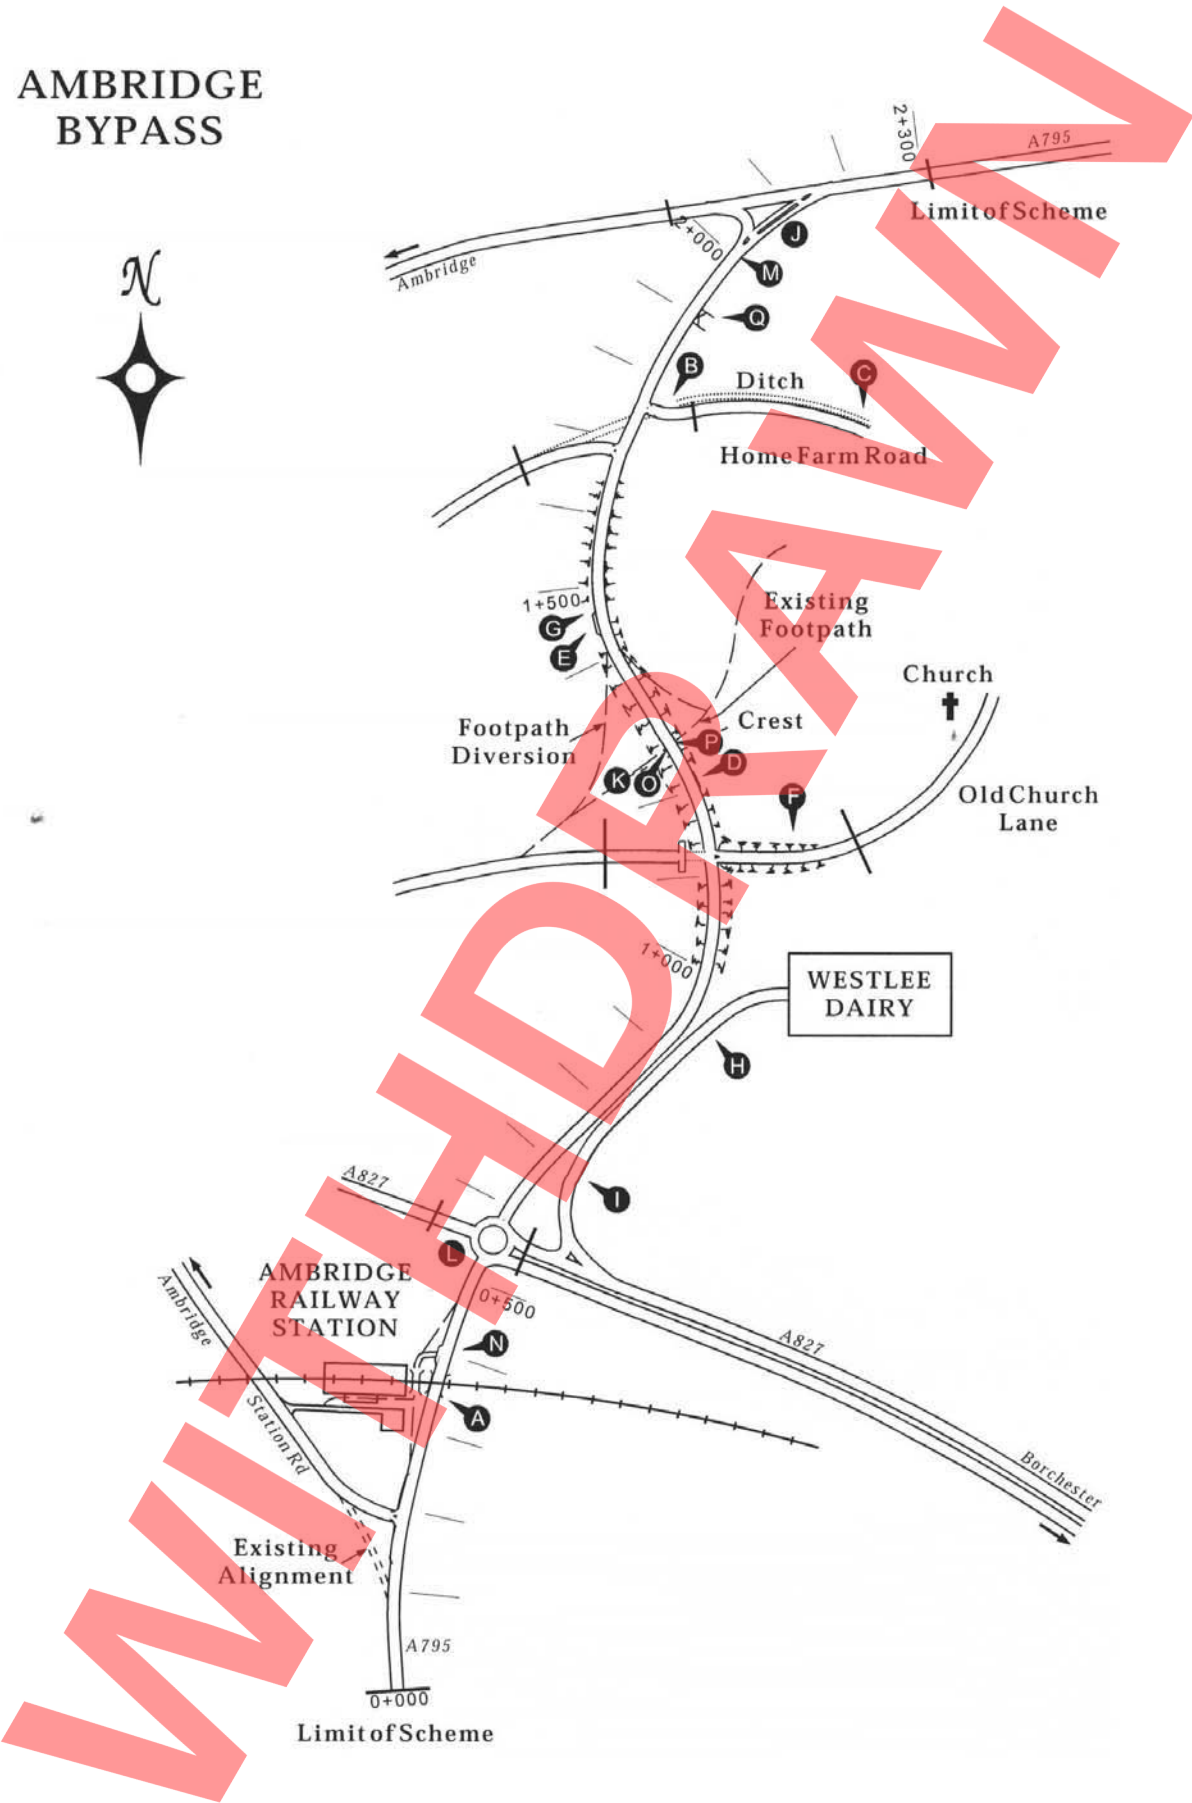 AMBRIDGE
BYPASS
2+300
A795
Limit of Scheme
J
2+000
Ambridge
M
N
Q
B
Ditch
C
Home Farm Road
1+500
G
E
Existing
Footpath
Church
Footpath
Diversion
Crest
P
D
K
O
F
Old Church
Lane
1+000
WESTLEE
DAIRY
H
A827
I
L
AMBRIDGE
RAILWAY
STATION
0+500
Ambridge
N
A827
A
Station Rd
Borchester
Existing
Alignment
A795
0+000
Limit of Scheme
WITHDRAWN